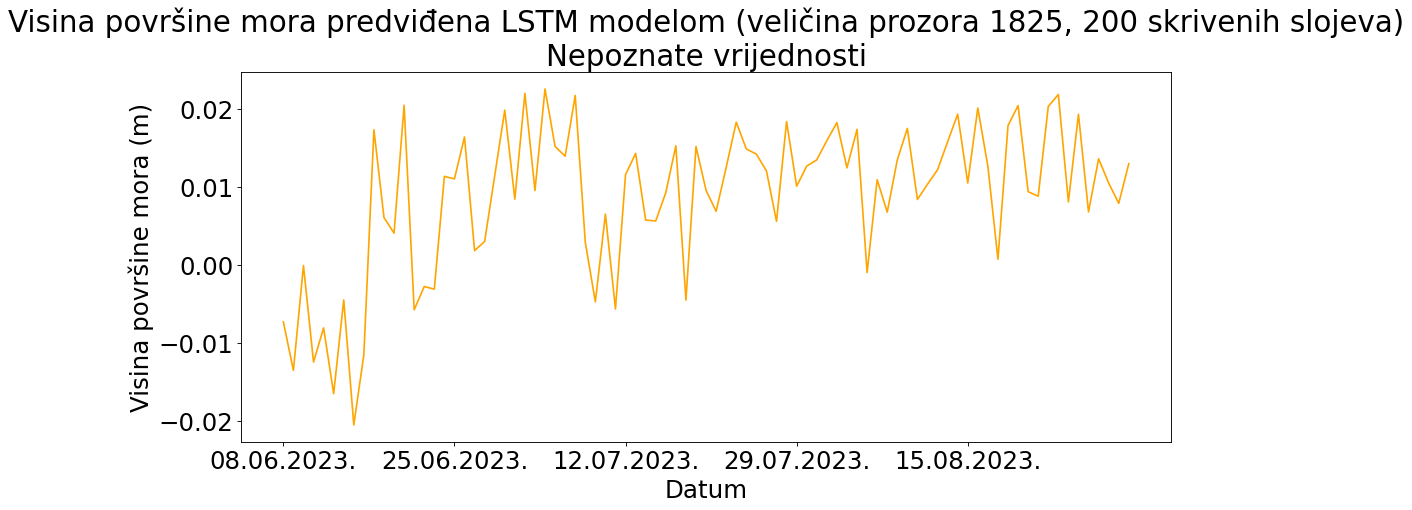 Visina površine mora predviđena LSTM modelom (veličina prozora 1825, 200 skrivenih slojeva)
Nepoznate vrijednosti
Visina površine mora (m)
0.02
0.01
0.00
−0.01
−0.02
08.06.2023. 25.06.2023. 12.07.2023. 29.07.2023. 15.08.2023.
Datum